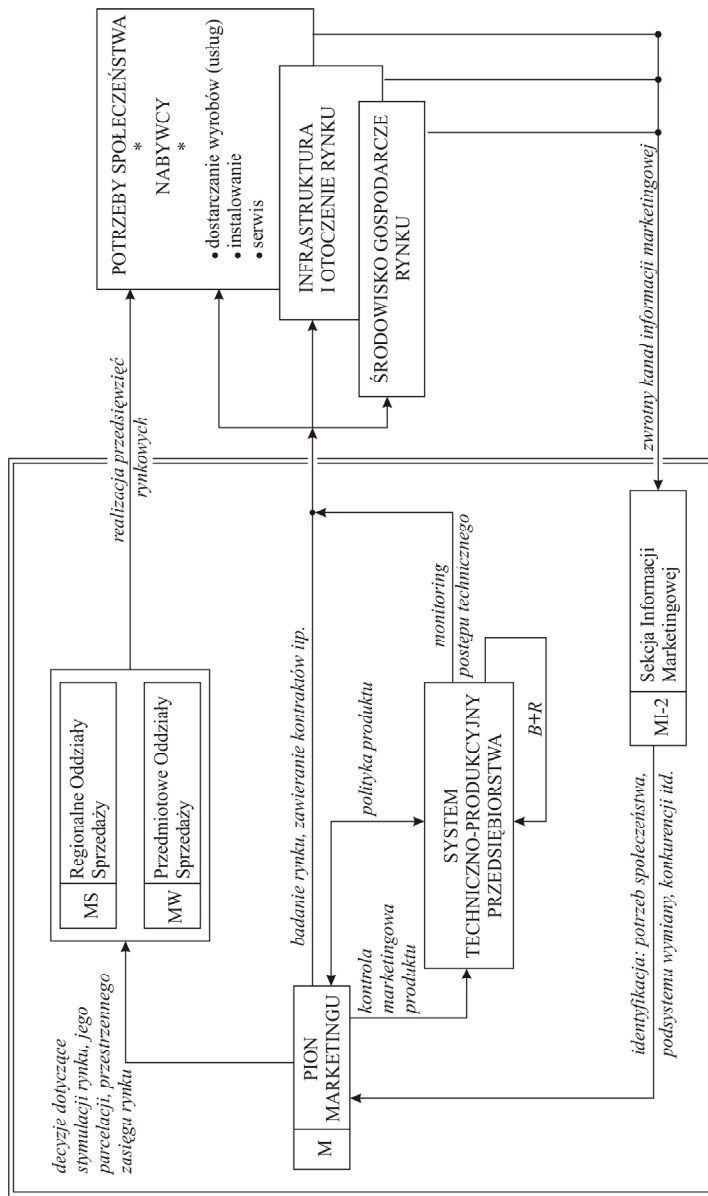 decyzje dotyczące
stymulacji rynku, jego
parcelacji, przestrzennego
zasięgu rynku
MS
Regionalne Oddziały
Sprzedaży
MW
Przedmiotowe Oddziały
Sprzedaży
realizacja przedsięwzięć
rynkowych
POTRZEBY SPOŁECZEŃSTWA
*
NABYWCY
*
• dostarczanie wyrobów (usług)
• instalowanie
• serwis
INFRASTRUKTURA
I OTOCZENIE RYNKU
ŚRODOWISKO GOSPODARCZE
RYNKU
M
PION
MARKETINGU
badanie rynku, zawieranie kontraktów itp.
polityka produktu
kontrola
marketingowa
produktu
SYSTEM
TECHNICZNO-PRODUKCYJNY
PRZEDSIĘBIORSTWA
monitoring
postępu technicznego
B+R
identyfikacja: potrzeb społeczeństwa,
podsystemu wymiany, konkurencji itd.
MI-2
Sekcja Informacji
Marketingowej
zwrotny kanał informacji marketingowej